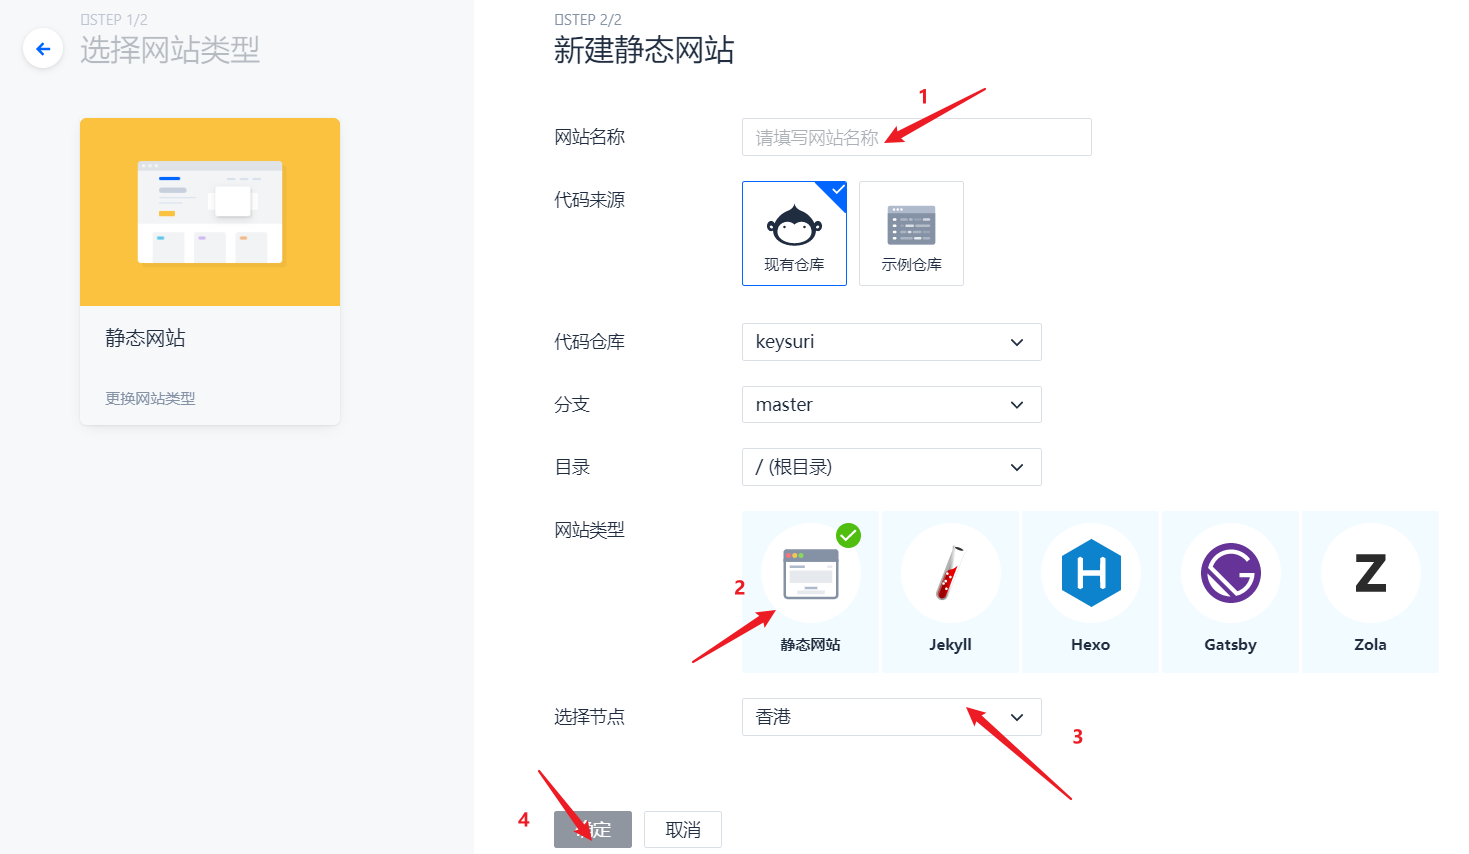 STEP 1/2
选择网站类型
静态网站
更换网站类型
STEP 2/2
新建静态网站
1
网站名称
请填写网站名称
代码来源
现有仓库
示例仓库
代码仓库
keysuri
分支
master
目录
/ (根目录)
网站类型
2
静态网站
Jekyll
Hexo
Gatsby
Zola
选择节点
香港
3
4
确定
取消